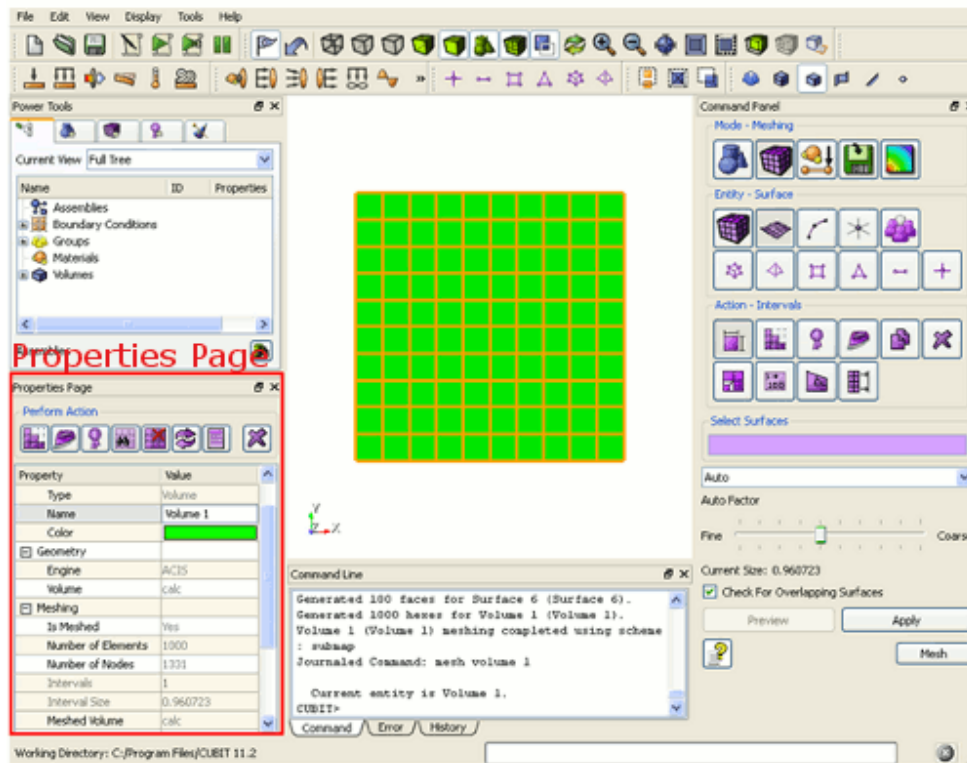 File Edit View Display Tools Help
Power Tools
Current View Full Tree
Name ID Properties
Assemblies
Boundary Conditions
Groups
Materials
Volumes
Properties Page
Properties Page
Perform Action
Property Value
Type Volume
Name Volume 1
Color
Geometry
Engine ACIS
Volume calc
Meshing
Is Meshed Yes
Number of Elements 1000
Number of Nodes 1331
Intervals 1
Interval Size 0.960723
Meshed Volume calc
Y
Z X
Command Line
Generated 100 faces for Surface 6 (Surface 6).
Generated 1000 hexes for Volume 1 (Volume 1).
Volume 1 (Volume 1) meshing completed using scheme
: submap
Journaled Command: mesh volume 1
Current entity is Volume 1.
CUBIT>
Command Error History
Command Panel
Mode - Meshing
Entity - Surface
Action - Intervals
Select Surfaces
Auto
Auto Factor
Fine Coars
Current Size: 0.960723
Check For Overlapping Surfaces
Preview Apply
Mesh
Working Directory: C:/Program Files/CUBIT 11.2